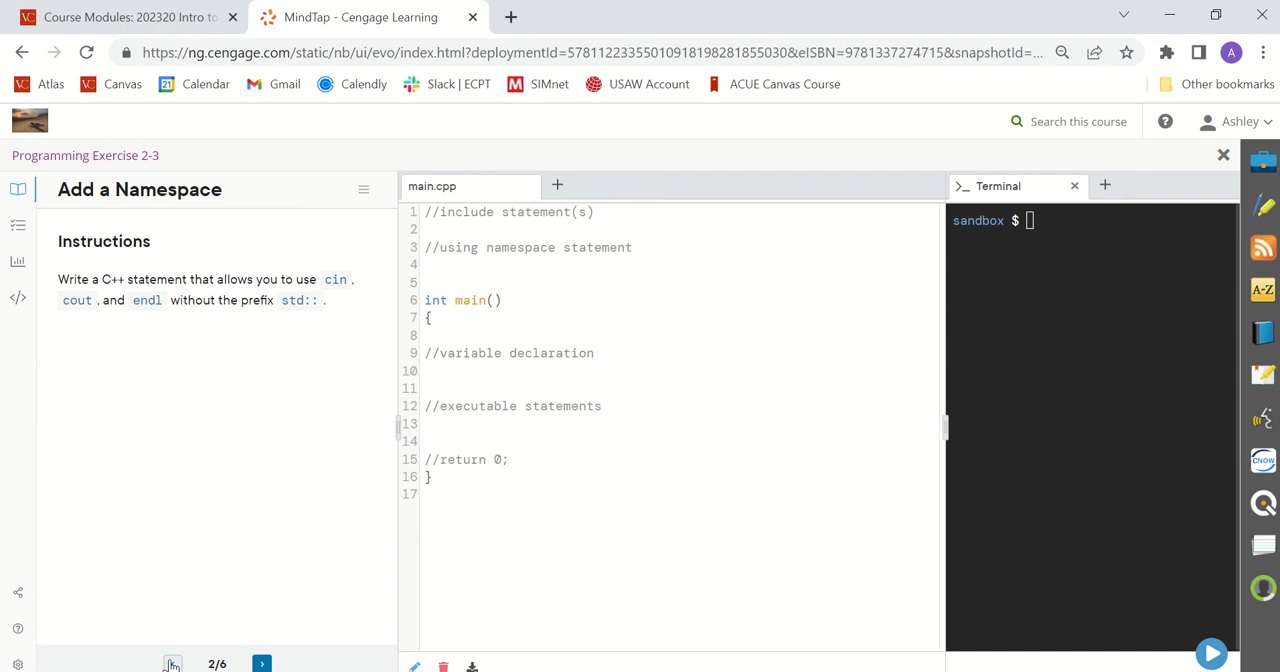 Course Modules: 202320 Intro to
MindTap - Cengage Learning
https://ng.cengage.com/static/nb/ui/evo/index.html?deploymentId=57811223355010918198281855030&eISBN=9781337274715&snapshotId=...
A
Atlas
Canvas
Calendar
Gmail
Calendly
Slack | ECPT
SIMnet
USAW Account
ACUE Canvas Course
Other bookmarks
Search this course
Ashley
Programming Exercise 2-3
Add a Namespace
Instructions
Write a C++ statement that allows you to use cin ,
cout , and endl without the prefix std:: .
2/6
main.cpp
1 //include statement(s)
2
3 //using namespace statement
4
5
6 int main()
7 {
8
9 //variable declaration
10
11
12 //executable statements
13
14
15 //return 0;
16 }
17
>_ Terminal
sandbox $
A-Z
CNOW